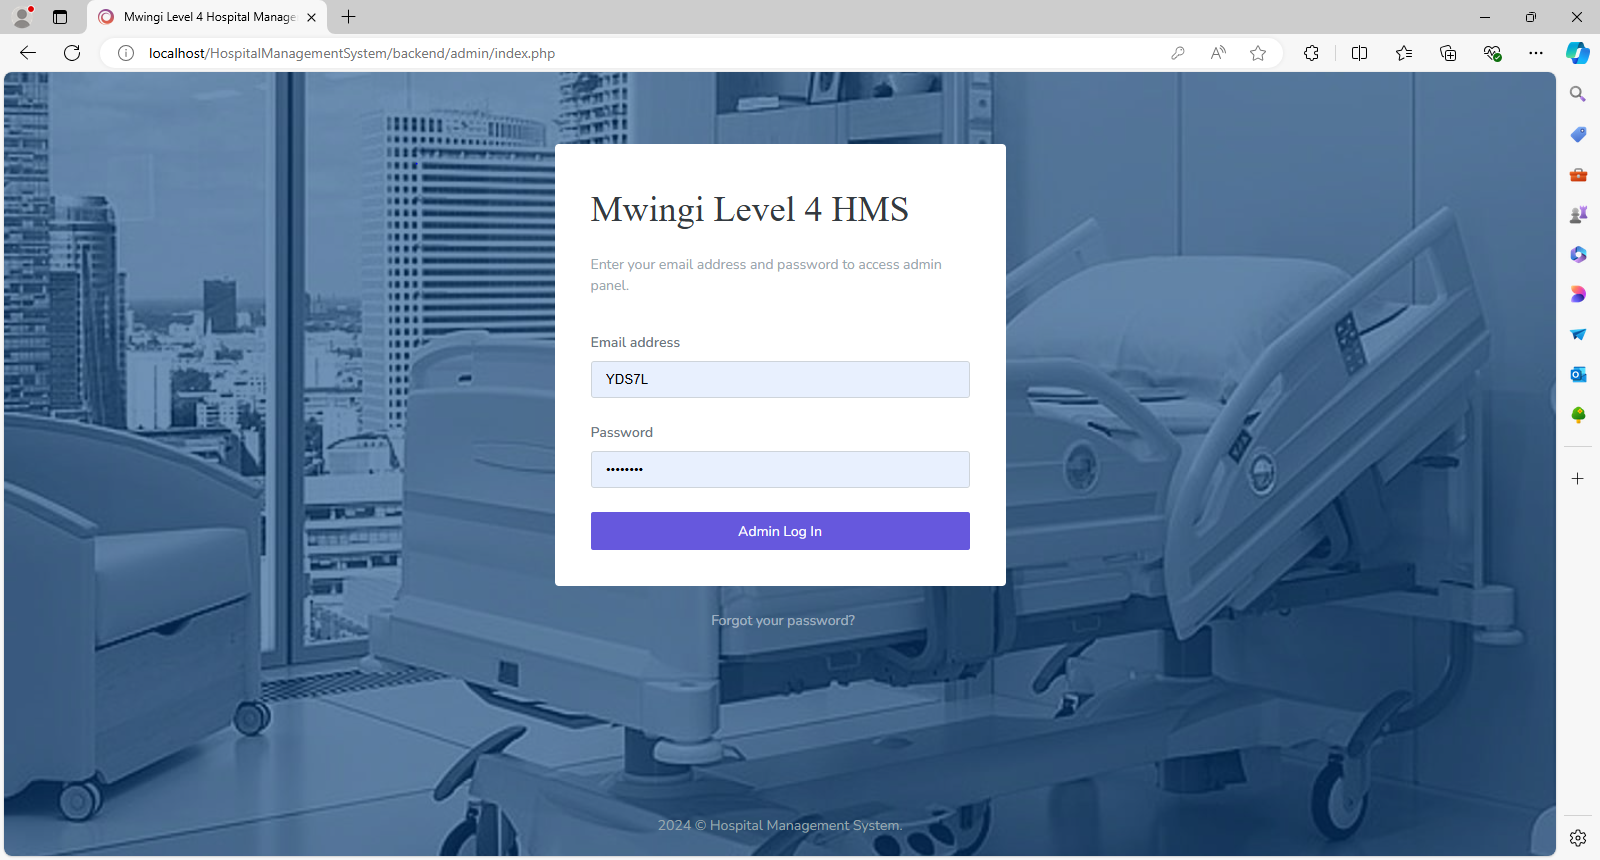 Mwingi Level 4 Hospital Manage
localhost/HospitalManagementSystem/backend/admin/index.php
Mwingi Level 4 HMS
Enter your email address and password to access admin
panel.
Email address
YDS7L
Password
••••••••
Admin Log In
Forgot your password?
2024 © Hospital Management System.